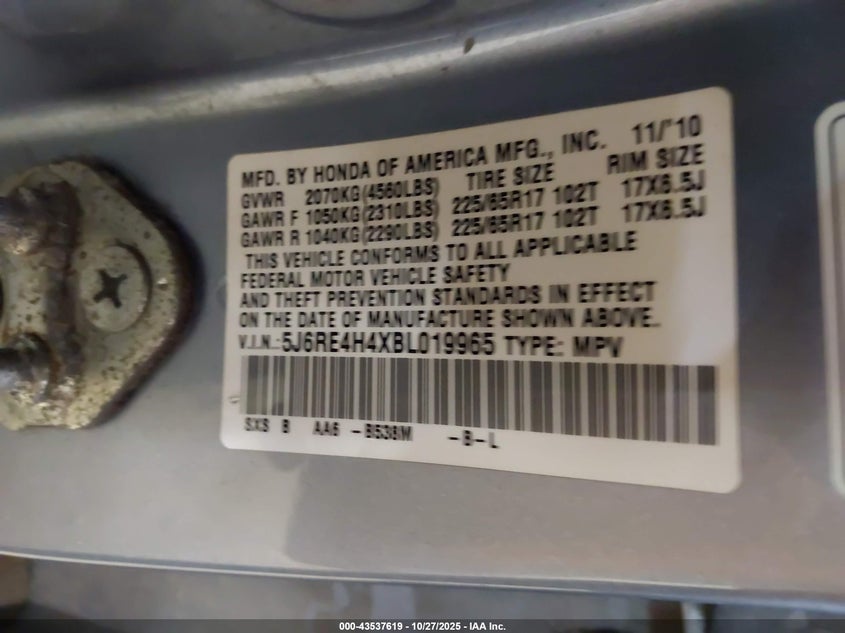 MFD. BY HONDA OF AMERICA MFG., INC. 11/'10
GVWR 2070KG(4560LBS) TIRE SIZE RIM SIZE
GAWR F 1050KG(2310LBS) 225/65R17 102T 17X6.5J
GAWR R 1040KG(2290LBS) 225/65R17 102T 17X6.5J
THIS VEHICLE CONFORMS TO ALL APPLICABLE
FEDERAL MOTOR VEHICLE SAFETY
AND THEFT PREVENTION STANDARDS IN EFFECT
ON THE DATE OF MANUFACTURE SHOWN ABOVE.
V.I.N.: 5J6RE4H4XBL019965 TYPE: MPV
SXS B AA6 -B538M -B-L
000-43537619 - 10/27/2025 - IAA Inc.